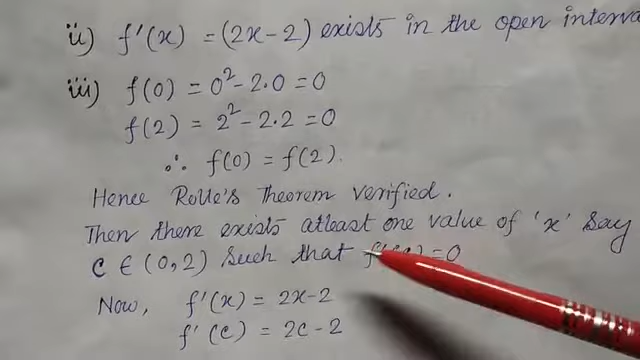 ii) f'(x) = (2x-2) exists in the open
iii) f(0) = 0² - 2.0 = 0
f(2) = 2² - 2.2 = 0
∴ f(0) = f(2).
Hence Rolle's Theorem verified.
Then there exists atleast one value of 'x' say
c ∈ (0,2) such that = 0
Now, f'(x) = 2x-2
f'(c) = 2c-2